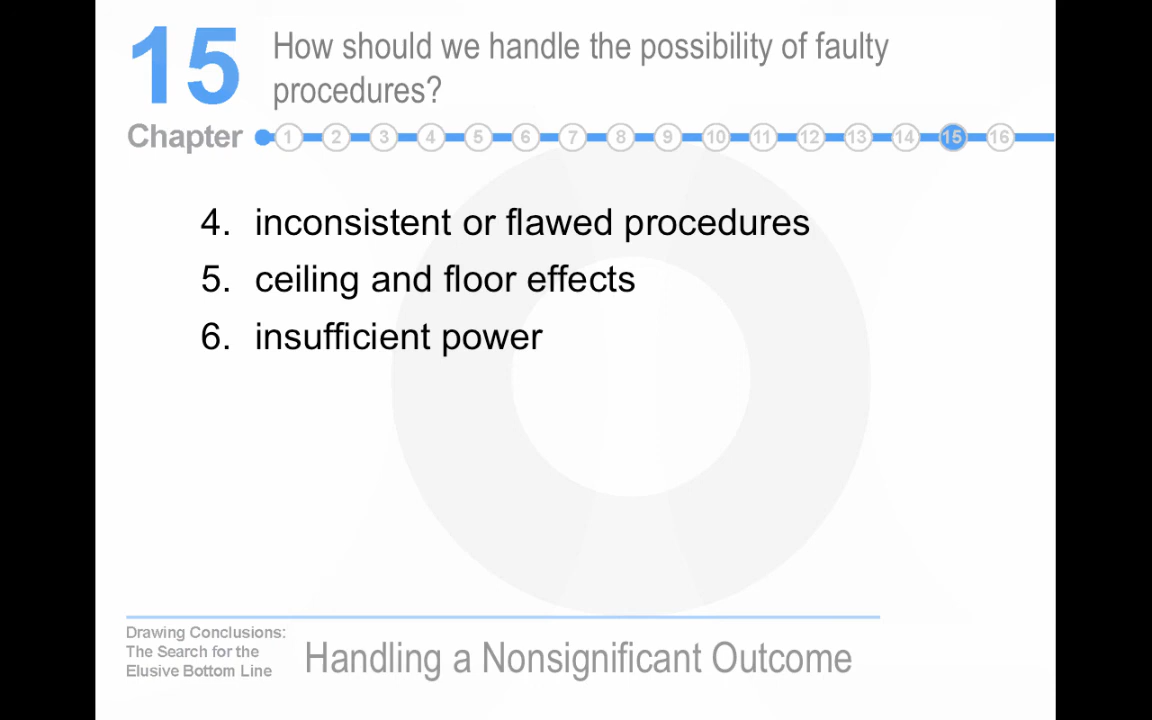 15
How should we handle the possibility of faulty
procedures?
Chapter
1 2 3 4 5 6 7 8 9 10 11 12 13 14 15 16
4. inconsistent or flawed procedures
5. ceiling and floor effects
6. insufficient power
Drawing Conclusions:
The Search for the
Elusive Bottom Line
Handling a Nonsignificant Outcome